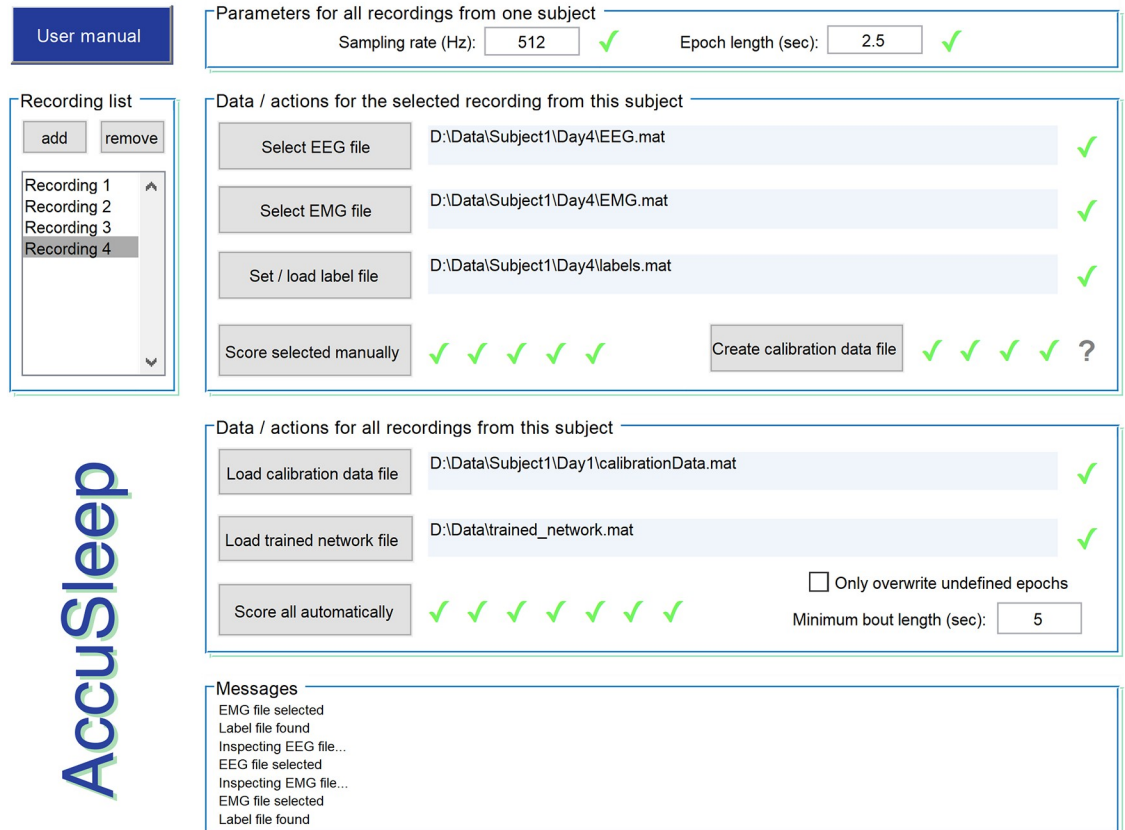 User manual
Parameters for all recordings from one subject
Sampling rate (Hz): 512
Epoch length (sec): 2.5
Recording list
add remove
Recording 1
Recording 2
Recording 3
Recording 4
Data / actions for the selected recording from this subject
Select EEG file D:\Data\Subject1\Day4\EEG.mat
Select EMG file D:\Data\Subject1\Day4\EMG.mat
Set / load label file D:\Data\Subject1\Day4\labels.mat
Score selected manually
Create calibration data file ?
Data / actions for all recordings from this subject
Load calibration data file D:\Data\Subject1\Day1\calibrationData.mat
Load trained network file D:\Data\trained_network.mat
Score all automatically
Only overwrite undefined epochs
Minimum bout length (sec): 5
AccuSleep
Messages
EMG file selected
Label file found
Inspecting EEG file...
EEG file selected
Inspecting EMG file...
EMG file selected
Label file found